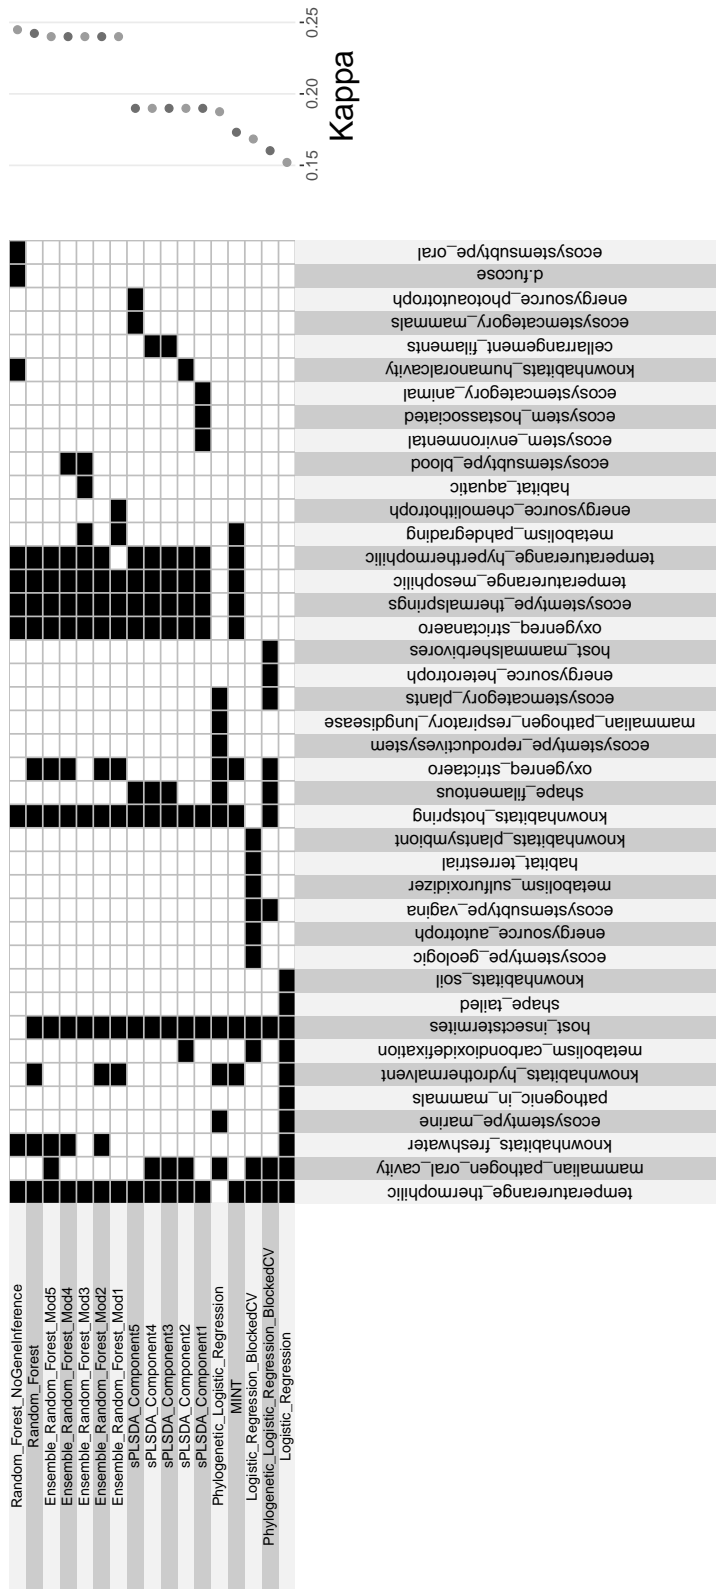 0.25
0.20
0.15
Kappa
ecosystemsubtype_oral
d.fucose
energysource_photoautotroph
ecosystemcategory_mammals
cellarrangement_filaments
knownhabitats_humanoralcavity
ecosystemcategory_animal
ecosystem_hostassociated
ecosystem_environmental
ecosystemsubtype_blood
habitat_aquatic
energysource_chemolithotroph
metabolism_pahdegrading
temperaturerange_hyperthermophilic
temperaturerange_mesophilic
ecosystemtype_thermalsprings
oxygenreq_strictanaero
host_mammalsherbivores
energysource_heterotroph
ecosystemcategory_plants
mammalian_pathogen_respiratory_lungdisease
ecosystemtype_reproductivesystem
oxygenreq_strictaero
shape_filamentous
knownhabitats_hotspring
knownhabitats_plantsymbiont
habitat_terrestrial
metabolism_sulfuroxidizer
ecosystemsubtype_vagina
energysource_autotroph
ecosystemtype_geologic
knownhabitats_soil
shape_tailed
host_insectstermites
metabolism_carbondioxidefixation
knownhabitats_hydrothermalvent
pathogenic_in_mammals
ecosystemtype_marine
knownhabitats_freshwater
mammalian_pathogen_oral_cavity
temperaturerange_thermophilic
Random_Forest_NoGeneInference
Random_Forest
Ensemble_Random_Forest_Mod5
Ensemble_Random_Forest_Mod4
Ensemble_Random_Forest_Mod3
Ensemble_Random_Forest_Mod2
Ensemble_Random_Forest_Mod1
sPLSDA_Component5
sPLSDA_Component4
sPLSDA_Component3
sPLSDA_Component2
sPLSDA_Component1
Phylogenetic_Logistic_Regression
MINT
Logistic_Regression_BlockedCV
Phylogenetic_Logistic_Regression_BlockedCV
Logistic_Regression